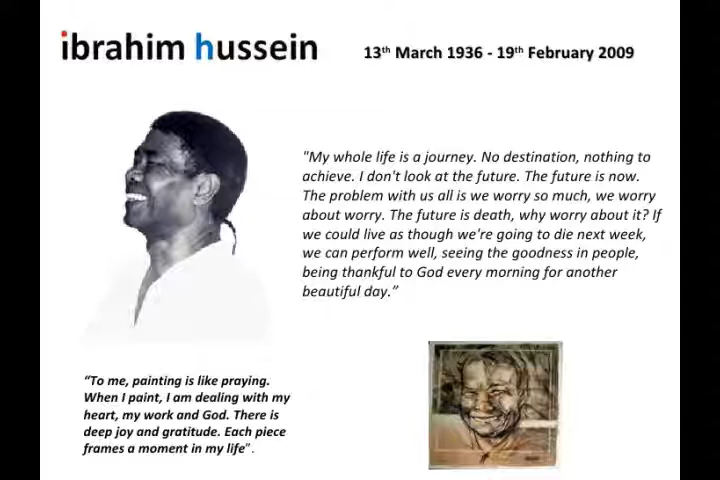 ibrahim hussein
13th March 1936 - 19th February 2009
"My whole life is a journey. No destination, nothing to
achieve. I don't look at the future. The future is now.
The problem with us all is we worry so much, we worry
about worry. The future is death, why worry about it? If
we could live as though we're going to die next week,
we can perform well, seeing the goodness in people,
being thankful to God every morning for another
beautiful day.”
“To me, painting is like praying.
When I paint, I am dealing with my
heart, my work and God. There is
deep joy and gratitude. Each piece
frames a moment in my life".